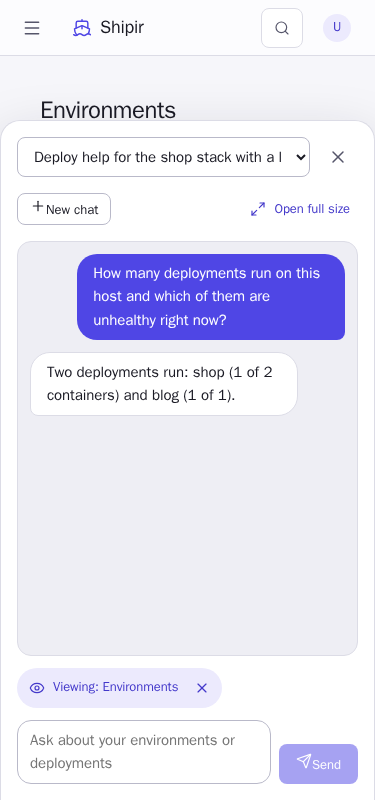 Shipir
U
Environments
Deploy help for the shop stack with a l
New chat
Open full size
How many deployments run on this
host and which of them are
unhealthy right now?
Two deployments run: shop (1 of 2
containers) and blog (1 of 1).
Viewing: Environments
Ask about your environments or
deployments
Send